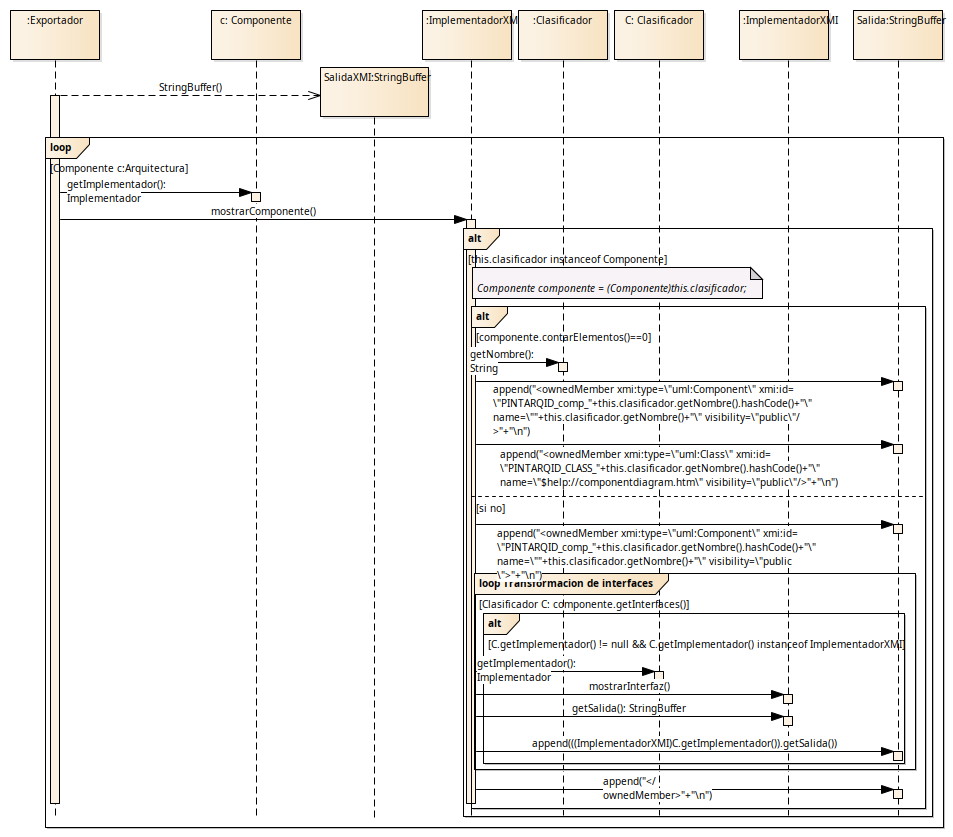 :Exportador
c: Componente
:ImplementadorXMI
:Clasificador
C: Clasificador
:ImplementadorXMI
Salida:StringBuffer
SalidaXMI:StringBuffer
StringBuffer()
loop
[Componente c:Arquitectura]
getImplementador():
Implementador
mostrarComponente()
alt
[this.clasificador instanceof Componente]
Componente componente = (Componente)this.clasificador;
alt
[componente.contarElementos()==0]
getNombre():
String
append("<ownedMember xmi:type=\"uml:Component\" xmi:id=
\"PINTARQID_comp_"+this.clasificador.getNombre().hashCode()+"\"
name=\""+this.clasificador.getNombre()+"\" visibility=\"public\"/
>"+"\n")
append("<ownedMember xmi:type=\"uml:Class\" xmi:id=
\"PINTARQID_CLASS_"+this.clasificador.getNombre().hashCode()+"\"
name=\"$help://componentdiagram.htm\" visibility=\"public\"/>"+"\n")
[si no]
append("<ownedMember xmi:type=\"uml:Component\" xmi:id=
\"PINTARQID_comp_"+this.clasificador.getNombre().hashCode()+"\"
name=\""+this.clasificador.getNombre()+"\" visibility=\"public
\">"+"\n")
loop Transformacion de interfaces
[Clasificador C: componente.getInterfaces()]
alt
[C.getImplementador() != null && C.getImplementador() instanceof ImplementadorXMI]
getImplementador():
Implementador
mostrarInterfaz()
getSalida(): StringBuffer
append(((ImplementadorXMI)C.getImplementador()).getSalida())
append("</
ownedMember>"+"\n")